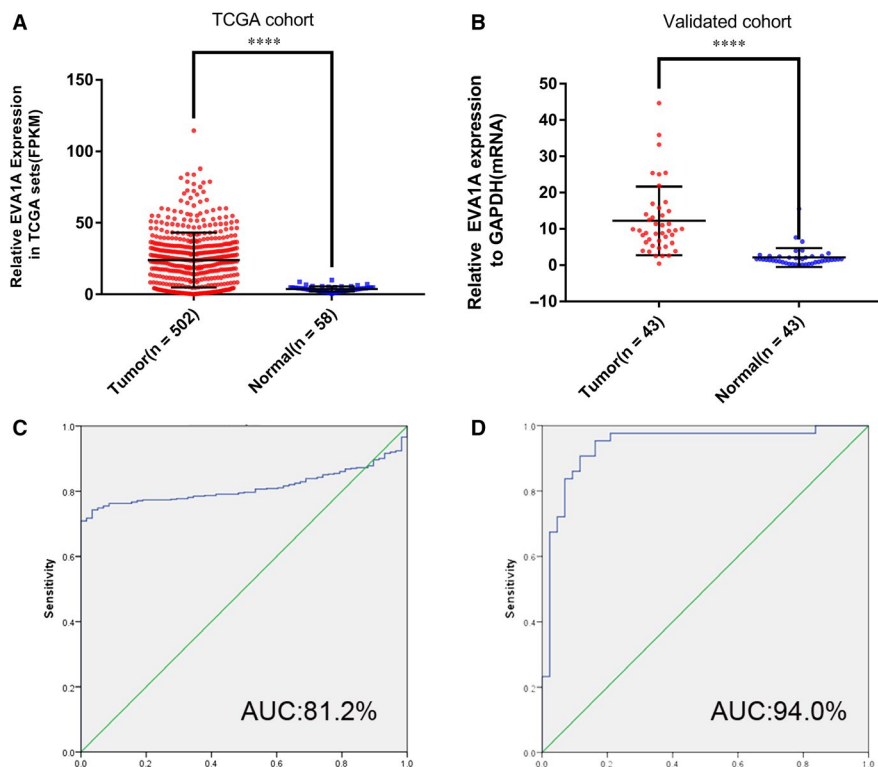 A
TCGA cohort
****
Relative EVA1A Expression
in TCGA sets(FPKM)
150
100
50
0
Tumor(n = 502)
Normal(n = 58)
B
Validated cohort
****
Relative EVA1A expression
to GAPDH(mRNA)
50
40
30
20
10
0
−10
Tumor(n = 43)
Normal(n = 43)
C
Sensitivity
1.0
0.8
0.6
0.4
0.2
0.0
AUC:81.2%
0.0 0.2 0.4 0.6 0.8 1.0
D
Sensitivity
1.0
0.8
0.6
0.4
0.2
0.0
AUC:94.0%
0.0 0.2 0.4 0.6 0.8 1.0